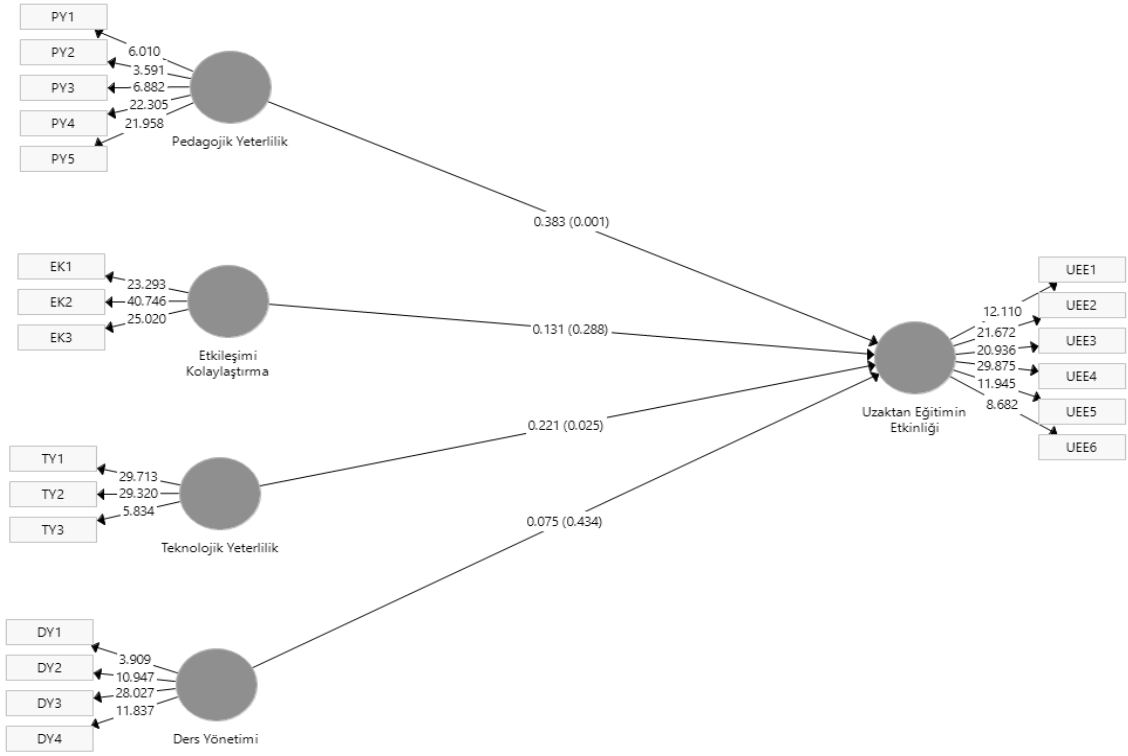 PY1
PY2
PY3
PY4
PY5
6.010
3.591
6.882
22.305
21.958
Pedagojik Yeterlilik
0.383 (0.001)
EK1
EK2
EK3
23.293
40.746
25.020
Etkileşimi
Kolaylaştırma
0.131 (0.288)
TY1
TY2
TY3
29.713
29.320
5.834
Teknolojik Yeterlilik
0.221 (0.025)
DY1
DY2
DY3
DY4
3.909
10.947
28.027
11.837
Ders Yönetimi
0.075 (0.434)
Uzaktan Eğitimin
Etkinliği
12.110
21.672
20.936
29.875
11.945
8.682
UEE1
UEE2
UEE3
UEE4
UEE5
UEE6